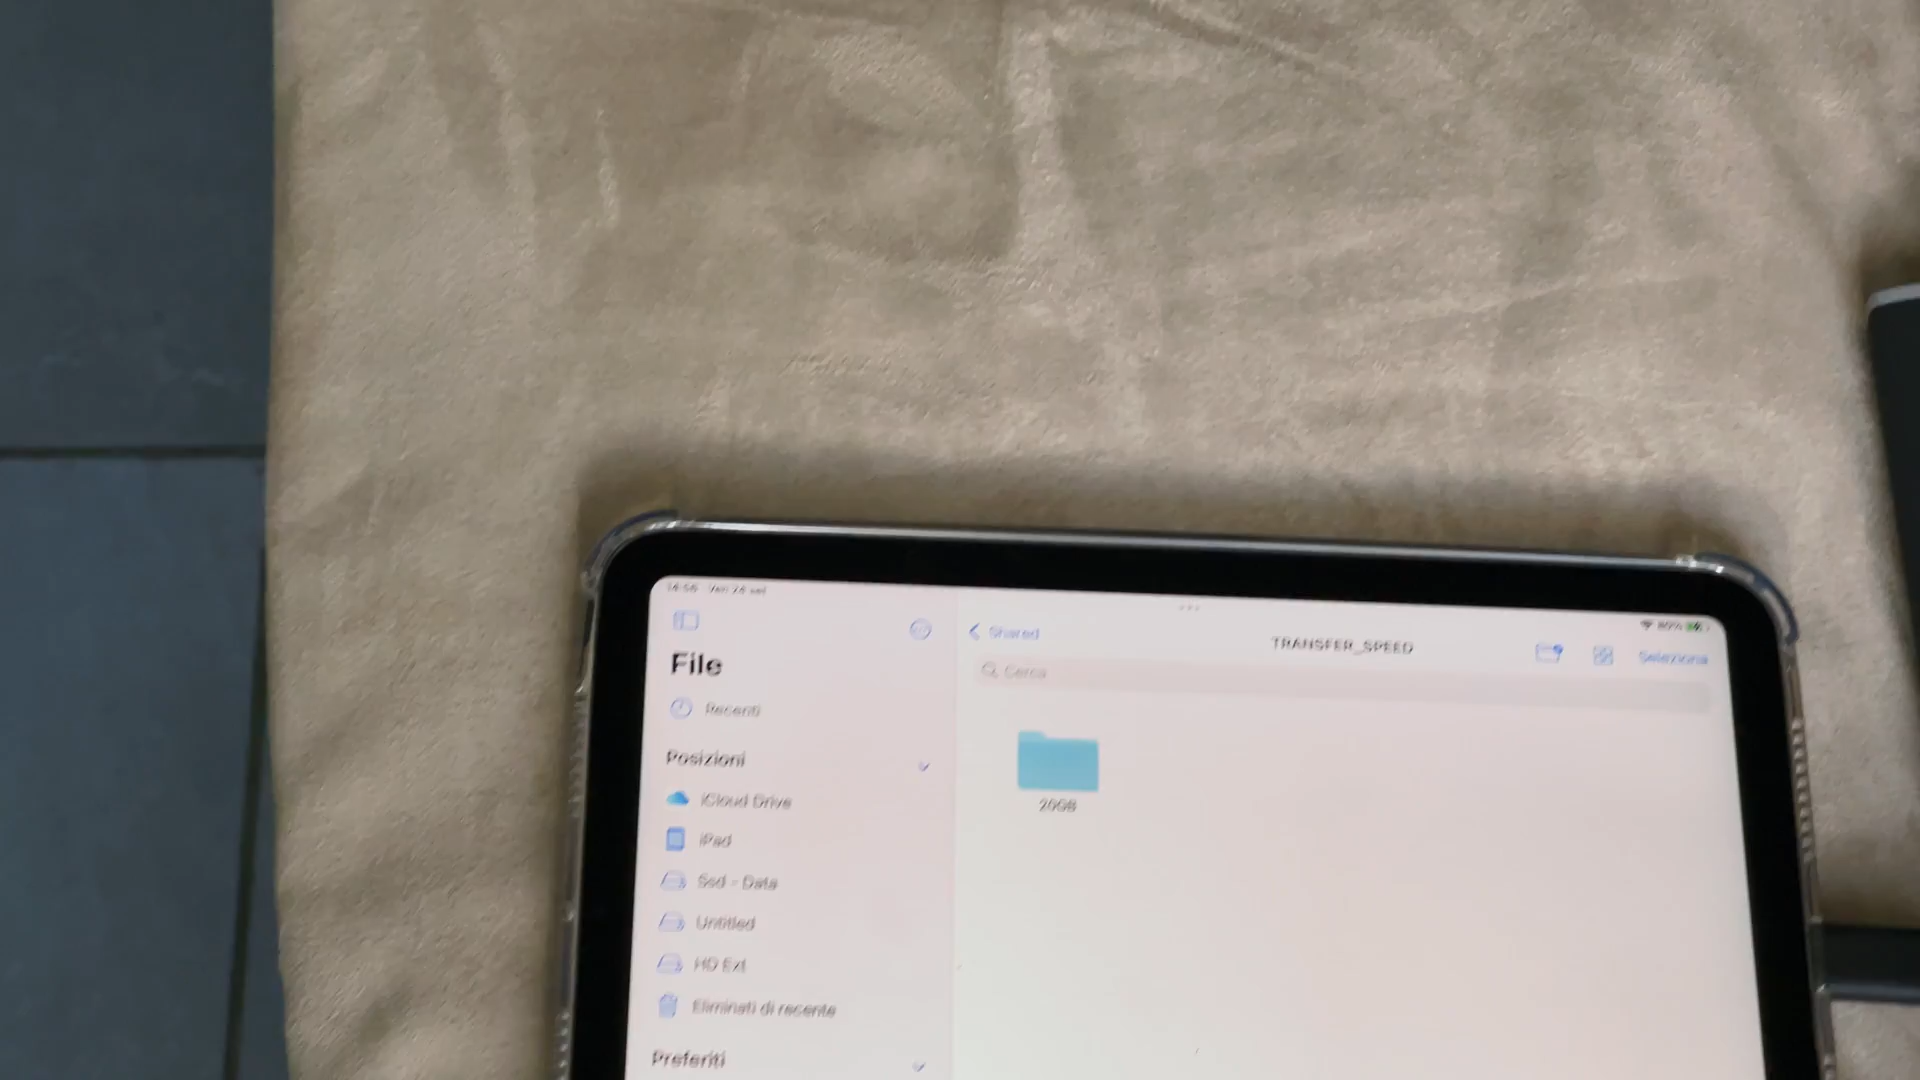 File
Recenti
Posizioni
iCloud Drive
iPad
Ssd - Data
Untitled
HD Ext
Eliminati di recente
Preferiti
Shared
TRANSFER_SPEED
80%
Seleziona
Cerca
20GB